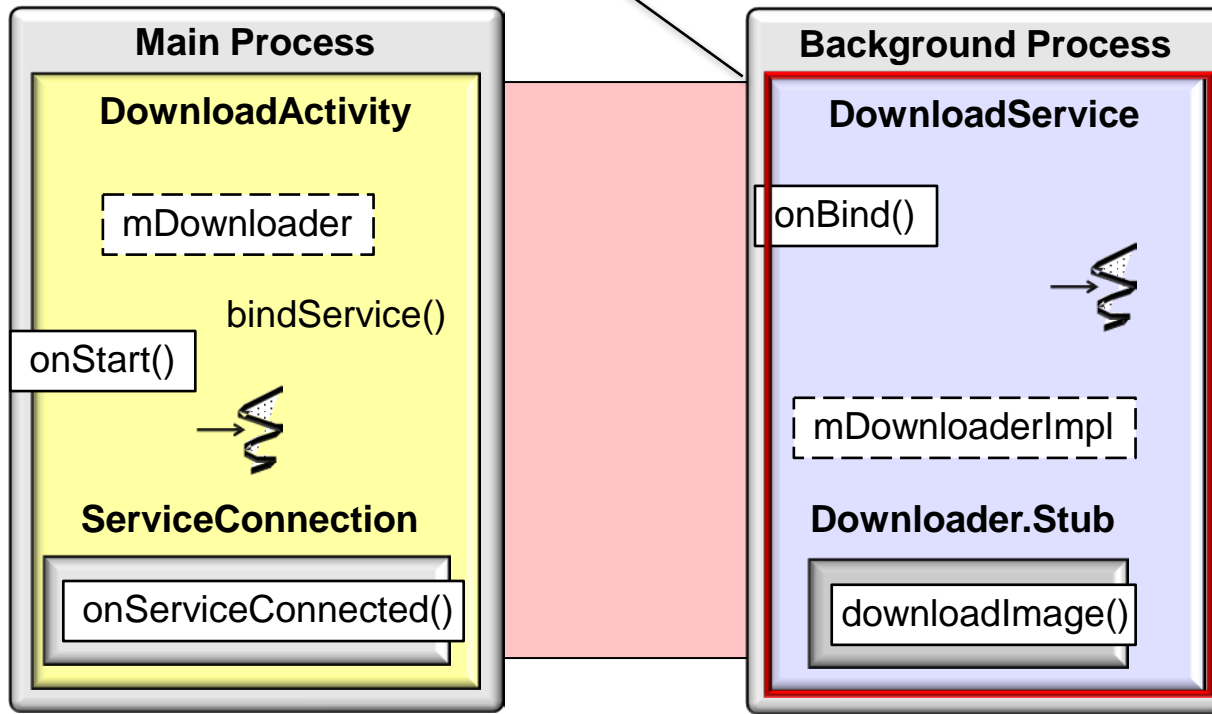 Main Process
DownloadActivity
mDownloader
bindService()
onStart()
ServiceConnection
onServiceConnected()
Background Process
DownloadService
onBind()
mDownloaderImpl
Downloader.Stub
downloadImage()